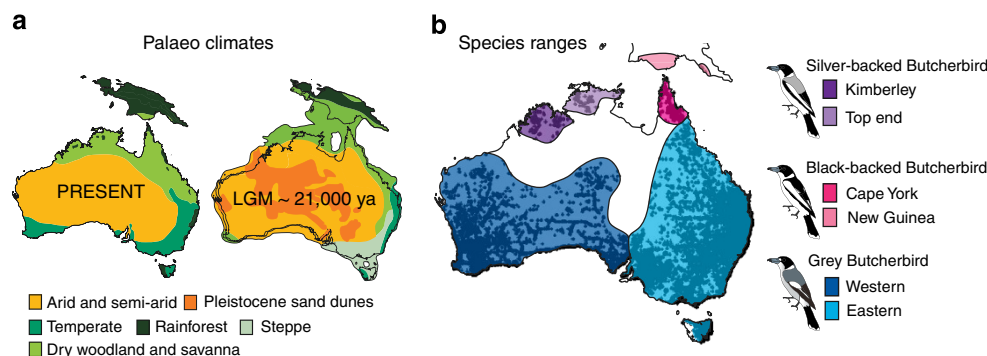 a
Palaeo climates
PRESENT
LGM ~ 21,000 ya
Arid and semi-arid
Pleistocene sand dunes
Temperate
Rainforest
Steppe
Dry woodland and savanna
b
Species ranges
Silver-backed Butcherbird
Kimberley
Top end
Black-backed Butcherbird
Cape York
New Guinea
Grey Butcherbird
Western
Eastern